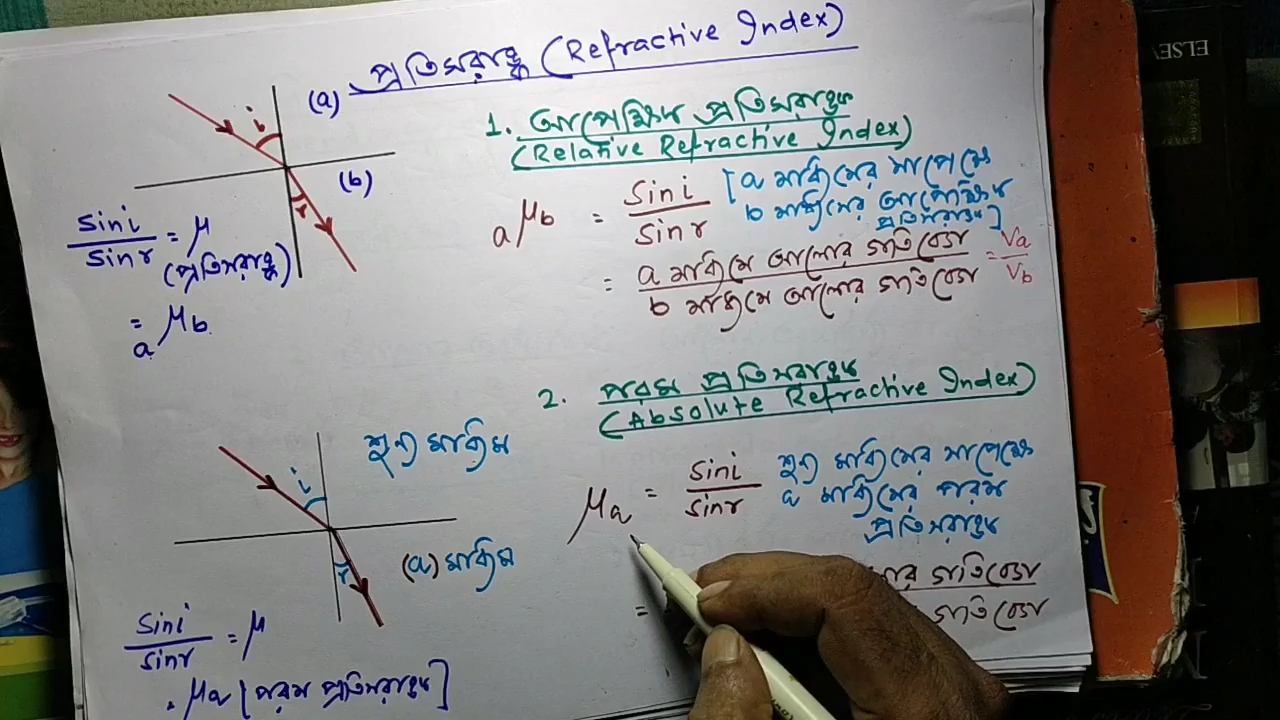 প্রতিসরাঙ্ক (Refractive Index)
(a)
i
(b)
r
sin i / sin r = μ
(প্রতিসরাঙ্ক)
= aμb
1. আপেক্ষিক প্রতিসরাঙ্ক
(Relative Refractive Index)
aμb = sin i / sin r [a মাধ্যমের সাপেক্ষে
b মাধ্যমের আপেক্ষিক
প্রতিসরাঙ্ক]
= a মাধ্যমে আলোর গতিবেগ / b মাধ্যমে আলোর গতিবেগ = Va / Vb
2. পরম প্রতিসরাঙ্ক
(Absolute Refractive Index)
শূন্য মাধ্যম
i
(a) মাধ্যম
r
sin i / sin r = μ
μa [পরম প্রতিসরাঙ্ক]
μa = sin i / sin r শূন্য মাধ্যমের সাপেক্ষে
a মাধ্যমের পরম
প্রতিসরাঙ্ক
= গতিবেগ / গতিবেগ